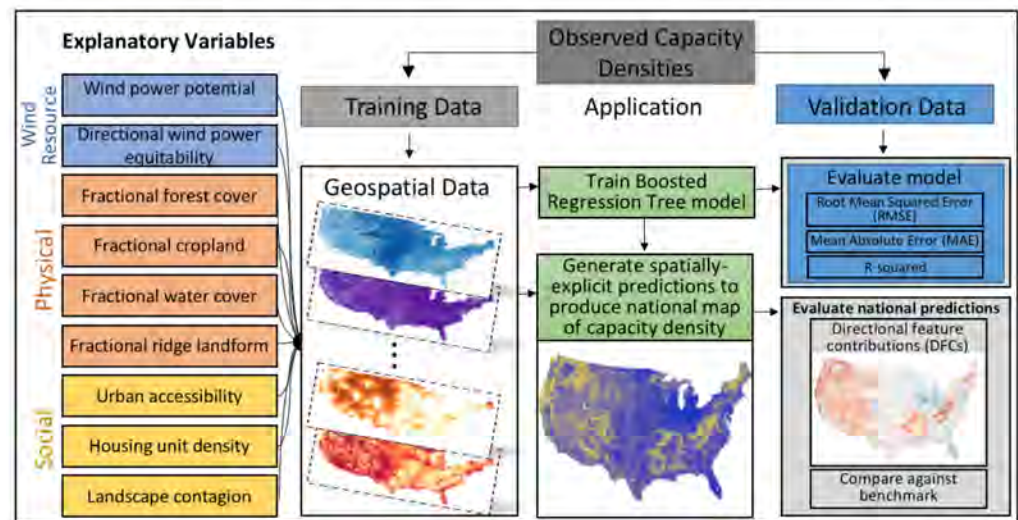 Explanatory Variables
Wind Resource
Wind power potential
Directional wind power
equitability
Physical
Fractional forest cover
Fractional cropland
Fractional water cover
Fractional ridge landform
Social
Urban accessibility
Housing unit density
Landscape contagion
Observed Capacity
Densities
Training Data
Application
Validation Data
Geospatial Data
Train Boosted
Regression Tree model
Generate spatially-
explicit predictions to
produce national map
of capacity density
Evaluate model
Root Mean Squared Error
(RMSE)
Mean Absolute Error (MAE)
R-squared
Evaluate national predictions
Directional feature
contributions (DFCs)
Compare against
benchmark